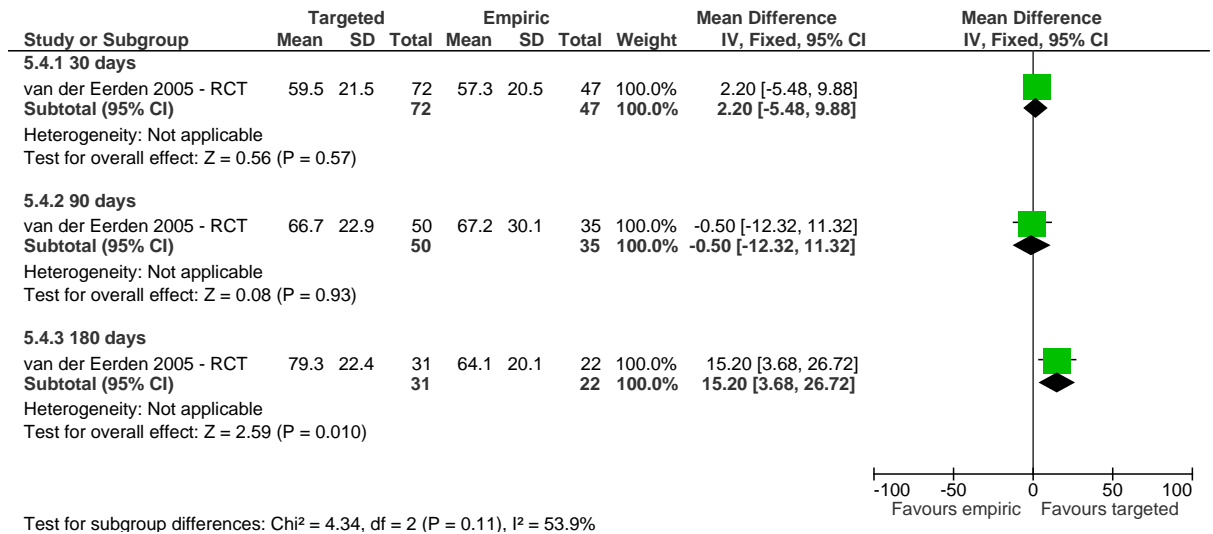 Targeted Empiric Mean Difference Mean Difference
Study or Subgroup Mean SD Total Mean SD Total Weight IV, Fixed, 95% CI IV, Fixed, 95% CI
5.4.1 30 days
van der Eerden 2005 - RCT 59.5 21.5 72 57.3 20.5 47 100.0% 2.20 [-5.48, 9.88]
Subtotal (95% CI) 72 47 100.0% 2.20 [-5.48, 9.88]
Heterogeneity: Not applicable
Test for overall effect: Z = 0.56 (P = 0.57)
5.4.2 90 days
van der Eerden 2005 - RCT 66.7 22.9 50 67.2 30.1 35 100.0% -0.50 [-12.32, 11.32]
Subtotal (95% CI) 50 35 100.0% -0.50 [-12.32, 11.32]
Heterogeneity: Not applicable
Test for overall effect: Z = 0.08 (P = 0.93)
5.4.3 180 days
van der Eerden 2005 - RCT 79.3 22.4 31 64.1 20.1 22 100.0% 15.20 [3.68, 26.72]
Subtotal (95% CI) 31 22 100.0% 15.20 [3.68, 26.72]
Heterogeneity: Not applicable
Test for overall effect: Z = 2.59 (P = 0.010)
-100 -50 0 50 100
Favours empiric Favours targeted
Test for subgroup differences: Chi² = 4.34, df = 2 (P = 0.11), I² = 53.9%